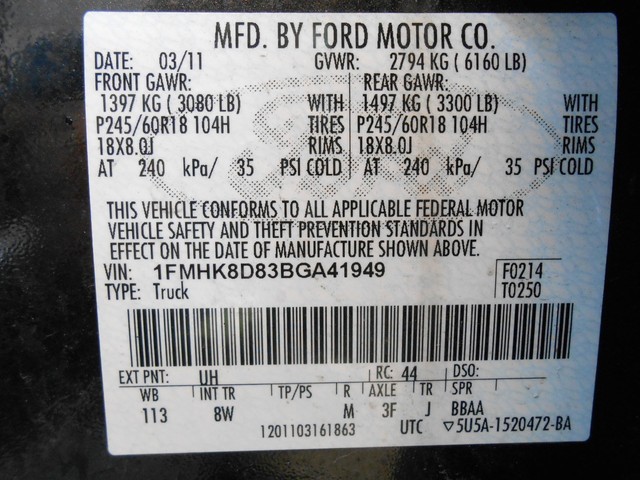 MFD. BY FORD MOTOR CO.
DATE: 03/11 GVWR: 2794 KG ( 6160 LB)
FRONT GAWR: REAR GAWR:
1397 KG ( 3080 LB) WITH 1497 KG ( 3300 LB) WITH
P245/60R18 104H TIRES P245/60R18 104H TIRES
18X8.0J RIMS 18X8.0J RIMS
AT 240 kPa/ 35 PSI COLD AT 240 kPa/ 35 PSI COLD
THIS VEHICLE CONFORMS TO ALL APPLICABLE FEDERAL MOTOR
VEHICLE SAFETY AND THEFT PREVENTION STANDARDS IN
EFFECT ON THE DATE OF MANUFACTURE SHOWN ABOVE.
VIN: 1FMHK8D83BGA41949 F0214
TYPE: Truck T0250
EXT PNT: UH RC: 44 DSO:
WB INT TR TP/PS R AXLE TR SPR
113 8W M 3F J BBAA
1201103161863 UTC ▽5U5A-1520472-BA